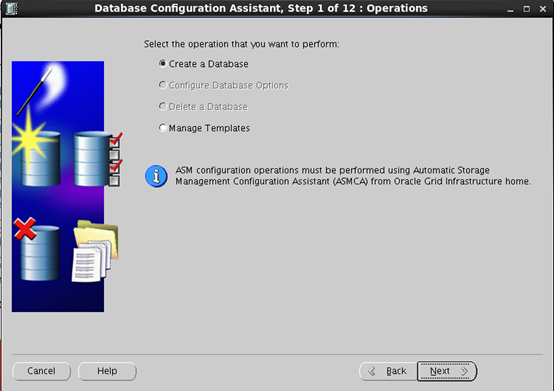 Database Configuration Assistant, Step 1 of 12 : Operations
Select the operation that you want to perform:
Create a Database
Configure Database Options
Delete a Database
Manage Templates
ASM configuration operations must be performed using Automatic Storage
Management Configuration Assistant (ASMCA) from Oracle Grid Infrastructure home.
Cancel
Help
Back
Next